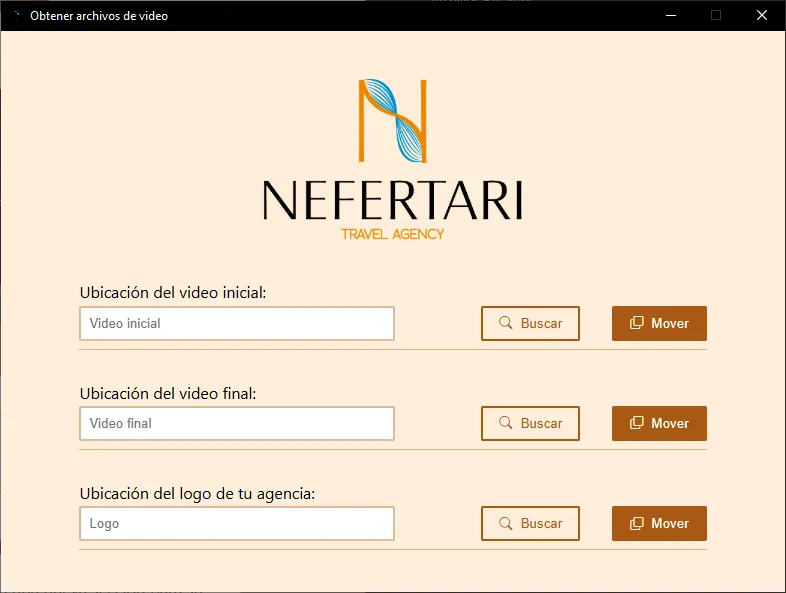 Obtener archivos de video
NEFERTARI
TRAVEL AGENCY
Ubicación del video inicial:
Video inicial
Buscar
Mover
Ubicación del video final:
Video final
Buscar
Mover
Ubicación del logo de tu agencia:
Logo
Buscar
Mover